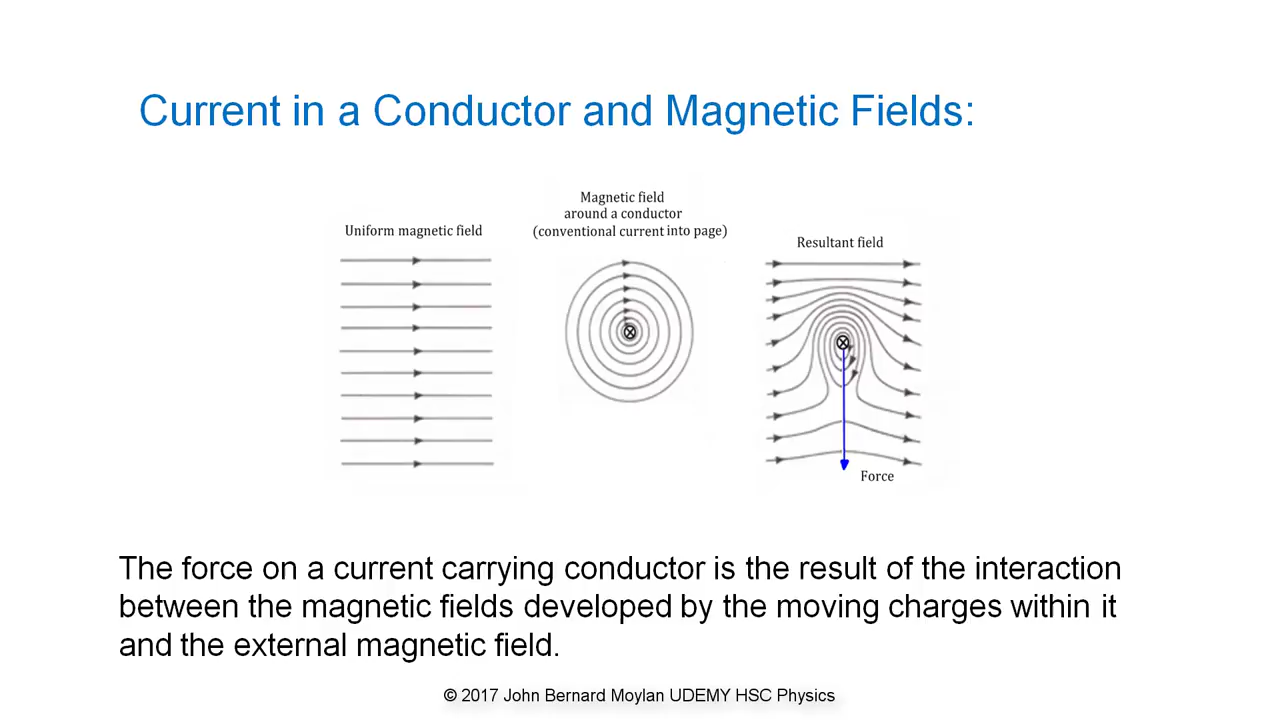 Current in a Conductor and Magnetic Fields:
Uniform magnetic field
Magnetic field
around a conductor
(conventional current into page)
Resultant field
Force
The force on a current carrying conductor is the result of the interaction
between the magnetic fields developed by the moving charges within it
and the external magnetic field.
© 2017 John Bernard Moylan UDEMY HSC Physics